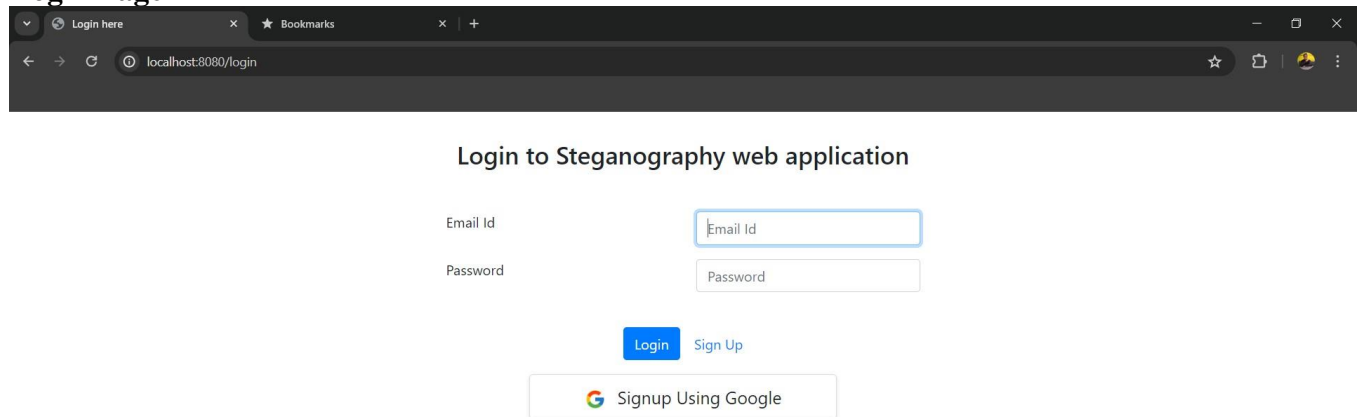 Login here
Bookmarks
localhost:8080/login
Login to Steganography web application
Email Id
Email Id
Password
Password
Login Sign Up
Signup Using Google